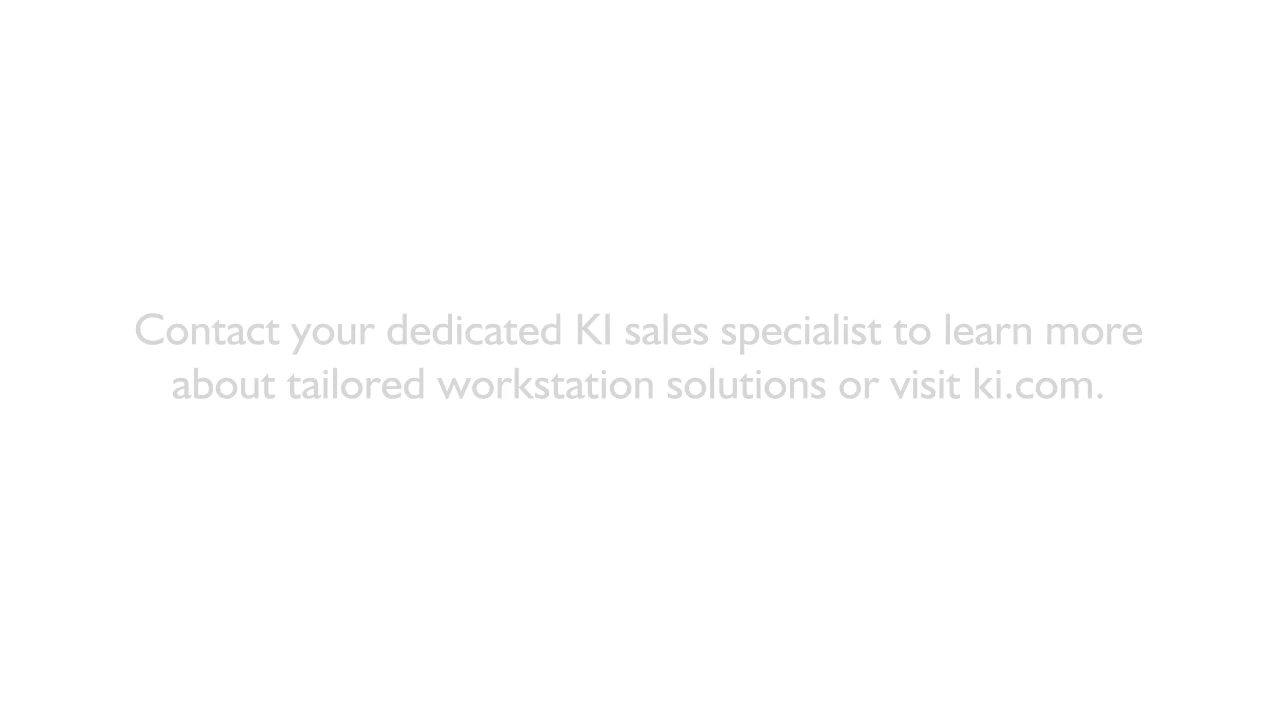 Contact your dedicated KI sales specialist to learn more
about tailored workstation solutions or visit ki.com.